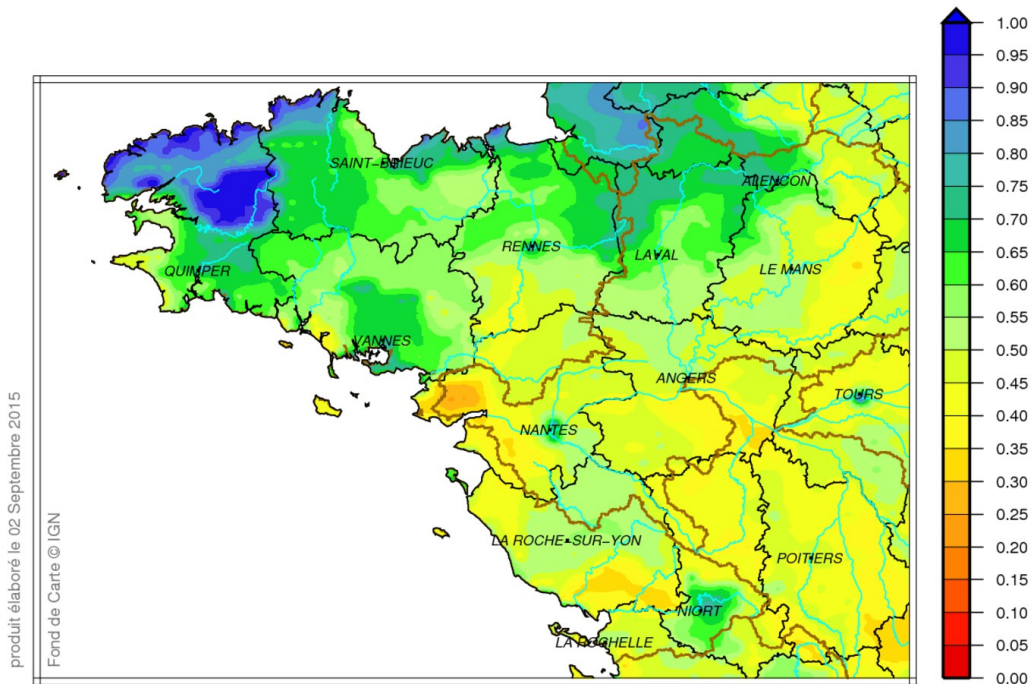 1.00
0.95
0.90
0.85
0.80
0.75
0.70
0.65
0.60
0.55
0.50
0.45
0.40
0.35
0.30
0.25
0.20
0.15
0.10
0.05
0.00
SAINT-BRIEUC
ALENCON
RENNES
LAVAL
QUIMPER
LE MANS
VANNES
ANGERS
TOURS
NANTES
LA ROCHE-SUR-YON
POITIERS
NIORT
LA ROCHELLE
produit élaboré le 02 Septembre 2015
Fond de Carte © IGN